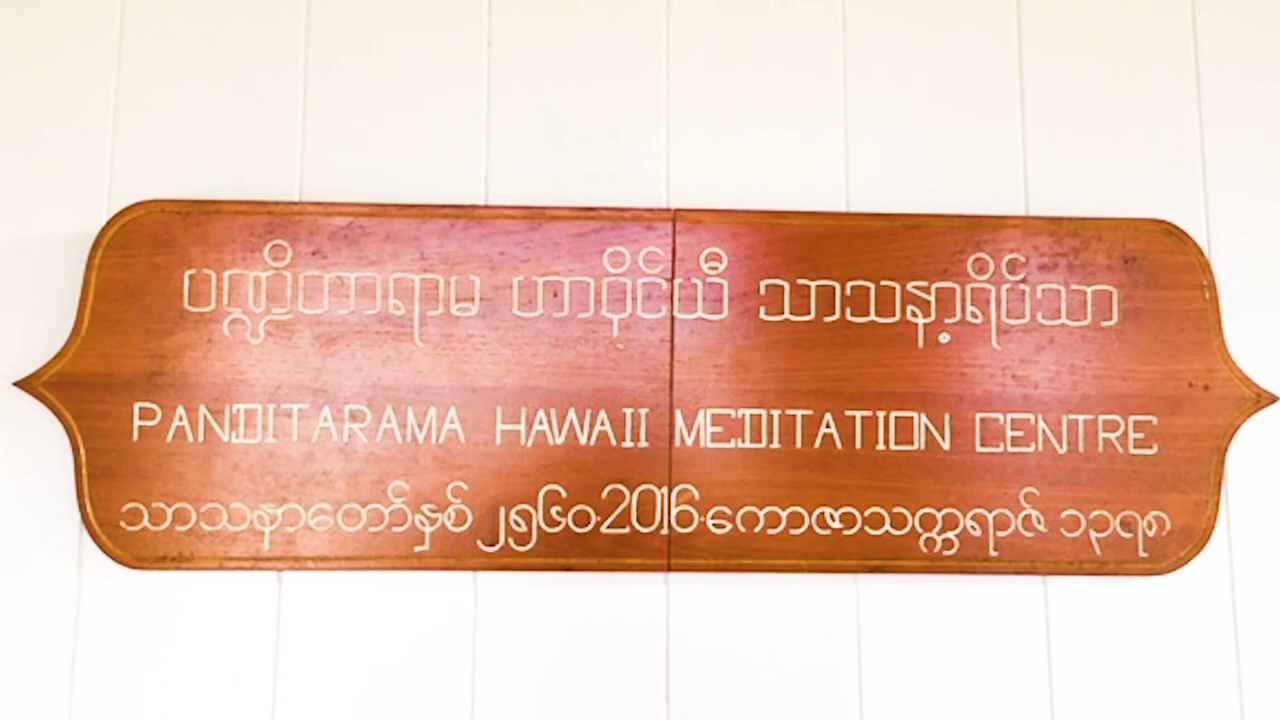 ပဏ္ဍိတာရာမ ဟာဝိုင်ယီ သာသနာ့ရိပ်သာ
PANDITARAMA HAWAII MEDITATION CENTRE
သာသနာတော်နှစ် ၂၅၆၀·2016·ကောဇာသက္ကရာဇ် ၁၃၇၈